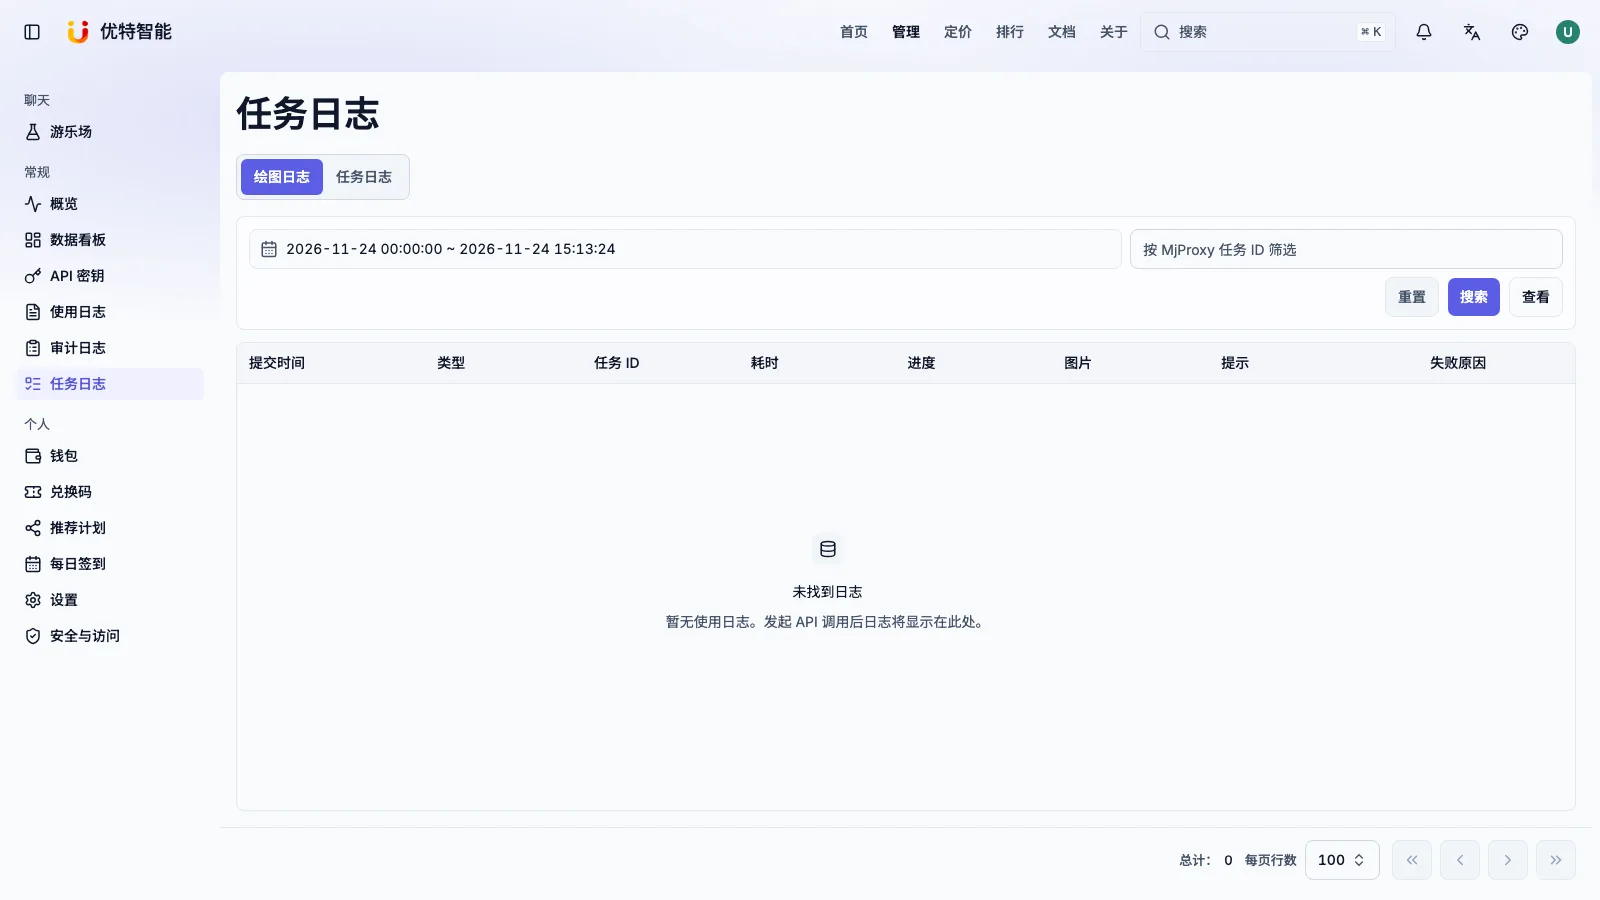 优特智能
首页 管理 定价 排行 文档 关于 搜索 ⌘ K U
聊天
游乐场
常规
概览
数据看板
API 密钥
使用日志
审计日志
任务日志
个人
钱包
兑换码
推荐计划
每日签到
设置
安全与访问
任务日志
绘图日志 任务日志
2026-11-24 00:00:00 ~ 2026-11-24 15:13:24 按 MjProxy 任务 ID 筛选
重置 搜索 查看
提交时间 类型 任务 ID 耗时 进度 图片 提示 失败原因
未找到日志
暂无使用日志。发起 API 调用后日志将显示在此处。
总计： 0 每页行数 100